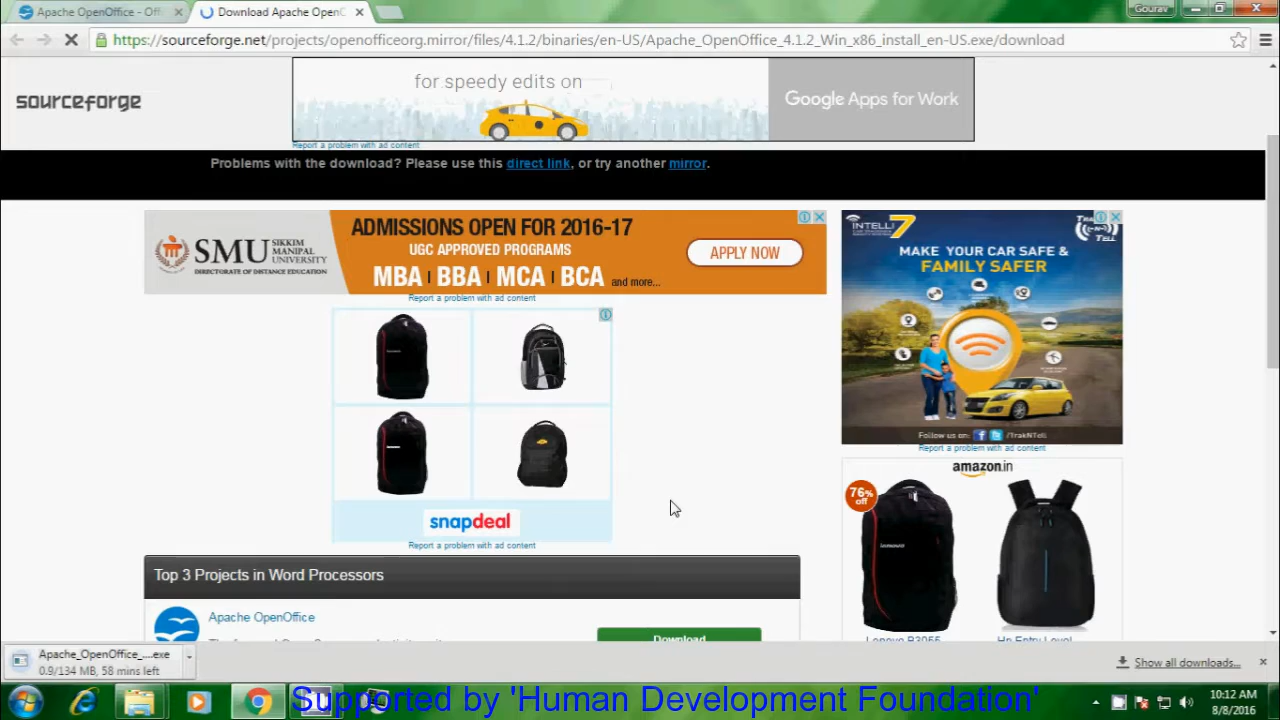 Apache OpenOffice - Offi
Download Apache OpenO
Gourav
https://sourceforge.net/projects/openofficeorg.mirror/files/4.1.2/binaries/en-US/Apache_OpenOffice_4.1.2_Win_x86_install_en-US.exe/download
sourceforge
for speedy edits on
Google Apps for Work
Report a problem with ad content
Problems with the download? Please use this direct link, or try another mirror.
SMU SIKKIM MANIPAL UNIVERSITY
DIRECTORATE OF DISTANCE EDUCATION
ADMISSIONS OPEN FOR 2016-17
UGC APPROVED PROGRAMS
MBA | BBA | MCA | BCA and more...
APPLY NOW
Report a problem with ad content
INTELLI 7
MAKE YOUR CAR SAFE &
FAMILY SAFER
Follow us on: /TrakNTell
Report a problem with ad content
snapdeal
Report a problem with ad content
amazon.in
76% off
lenovo
Lenovo B3055
Hp Entry Level
Top 3 Projects in Word Processors
Apache OpenOffice
Download
Apache_OpenOffice_....exe
0.9/134 MB, 58 mins left
Show all downloads...
Supported by 'Human Development Foundation'
10:12 AM
8/8/2016